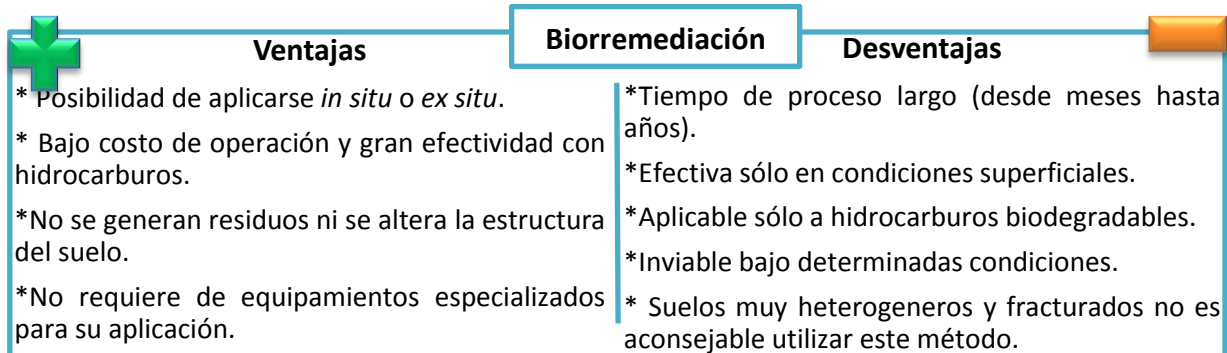 Biorremediación
Ventajas
* Posibilidad de aplicarse in situ o ex situ.
* Bajo costo de operación y gran efectividad con
hidrocarburos.
*No se generan residuos ni se altera la estructura
del suelo.
*No requiere de equipamientos especializados
para su aplicación.
Desventajas
*Tiempo de proceso largo (desde meses hasta
años).
*Efectiva sólo en condiciones superficiales.
*Aplicable sólo a hidrocarburos biodegradables.
*Inviable bajo determinadas condiciones.
* Suelos muy heterogeneros y fracturados no es
aconsejable utilizar este método.